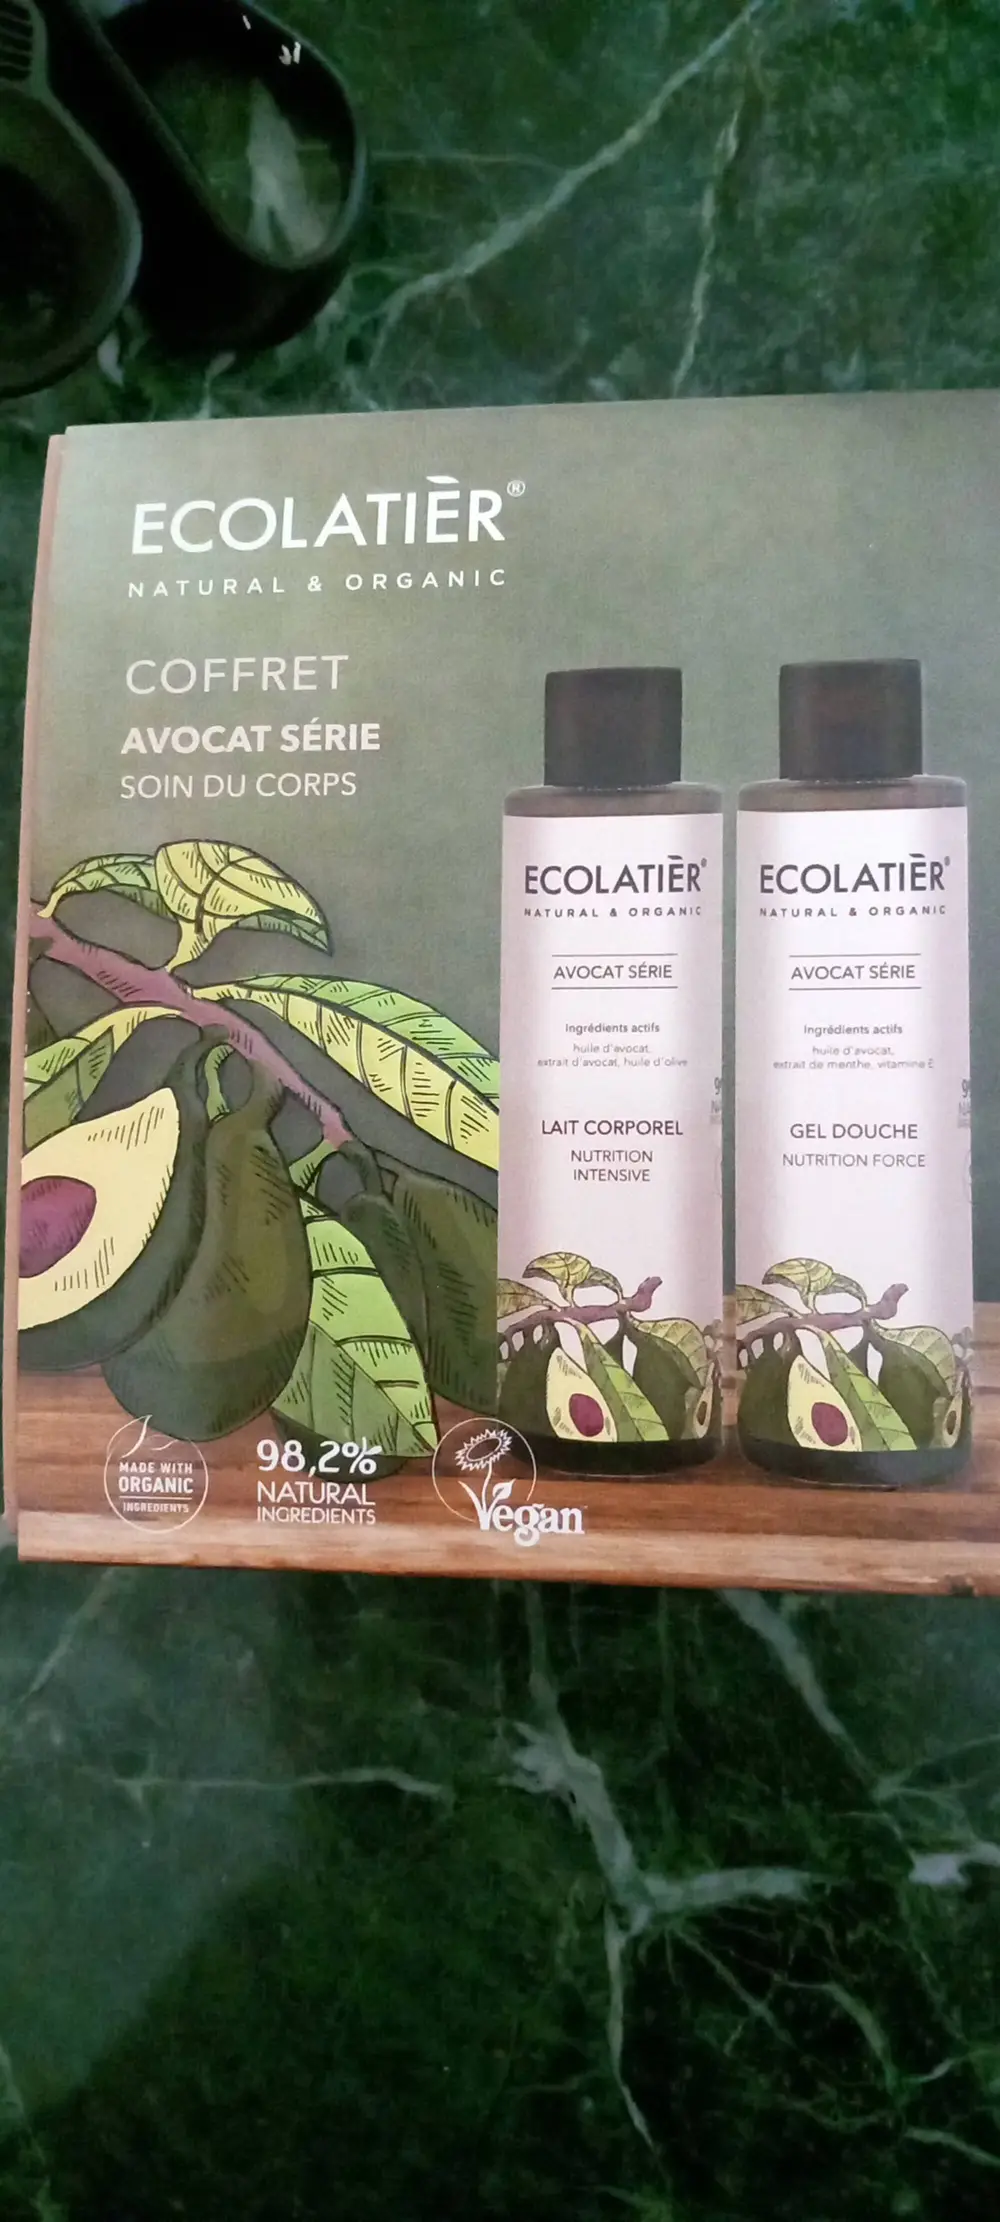 ECOLATIÈR®
NATURAL & ORGANIC
COFFRET
AVOCAT SÉRIE
SOIN DU CORPS
ECOLATIÈR®
NATURAL & ORGANIC
AVOCAT SÉRIE
Ingrédients actifs
huile d'avocat,
extrait d'avocat, huile d'olive
LAIT CORPOREL
NUTRITION
INTENSIVE
ECOLATIÈR®
NATURAL & ORGANIC
AVOCAT SÉRIE
Ingrédients actifs
huile d'avocat,
extrait de menthe, vitamine E
GEL DOUCHE
NUTRITION FORCE
MADE WITH
ORGANIC
INGREDIENTS
98,2%
NATURAL
INGREDIENTS
Vegan